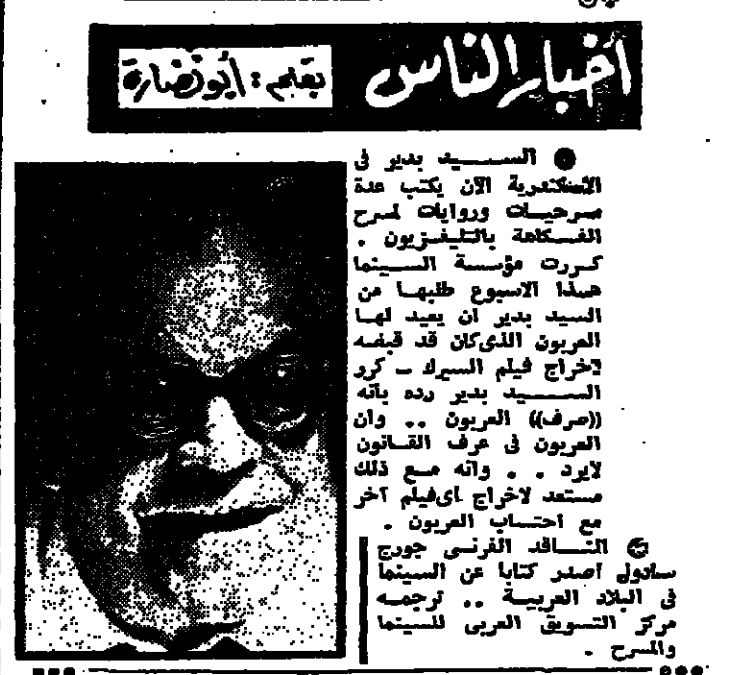 أخبار الناس
بقلم : أبو نضارة
السيد بدير فى
الاسكندرية الآن يكتب عدة
مسرحيات وروايات لمسرح
الفكاهة بالتليفزيون .
كررت مؤسسة السينما
هذا الاسبوع طلبها من
السيد بدير ان يعيد لها
العربون الذى كان قد قبضه
لاخراج فيلم السيرك ــ كرر
السيد بدير رده بأنه
((صرف)) العربون .. وان
العربون فى عرف القانون
لايرد . . وانه مع ذلك
مستعد لاخراج اى فيلم آخر
مع احتساب العربون .
الناقد الفرنسى جورج
سادول اصدر كتابا عن السينما
فى البلاد العربية .. ترجمه
مركز التسويق العربى للسينما
والمسرح .